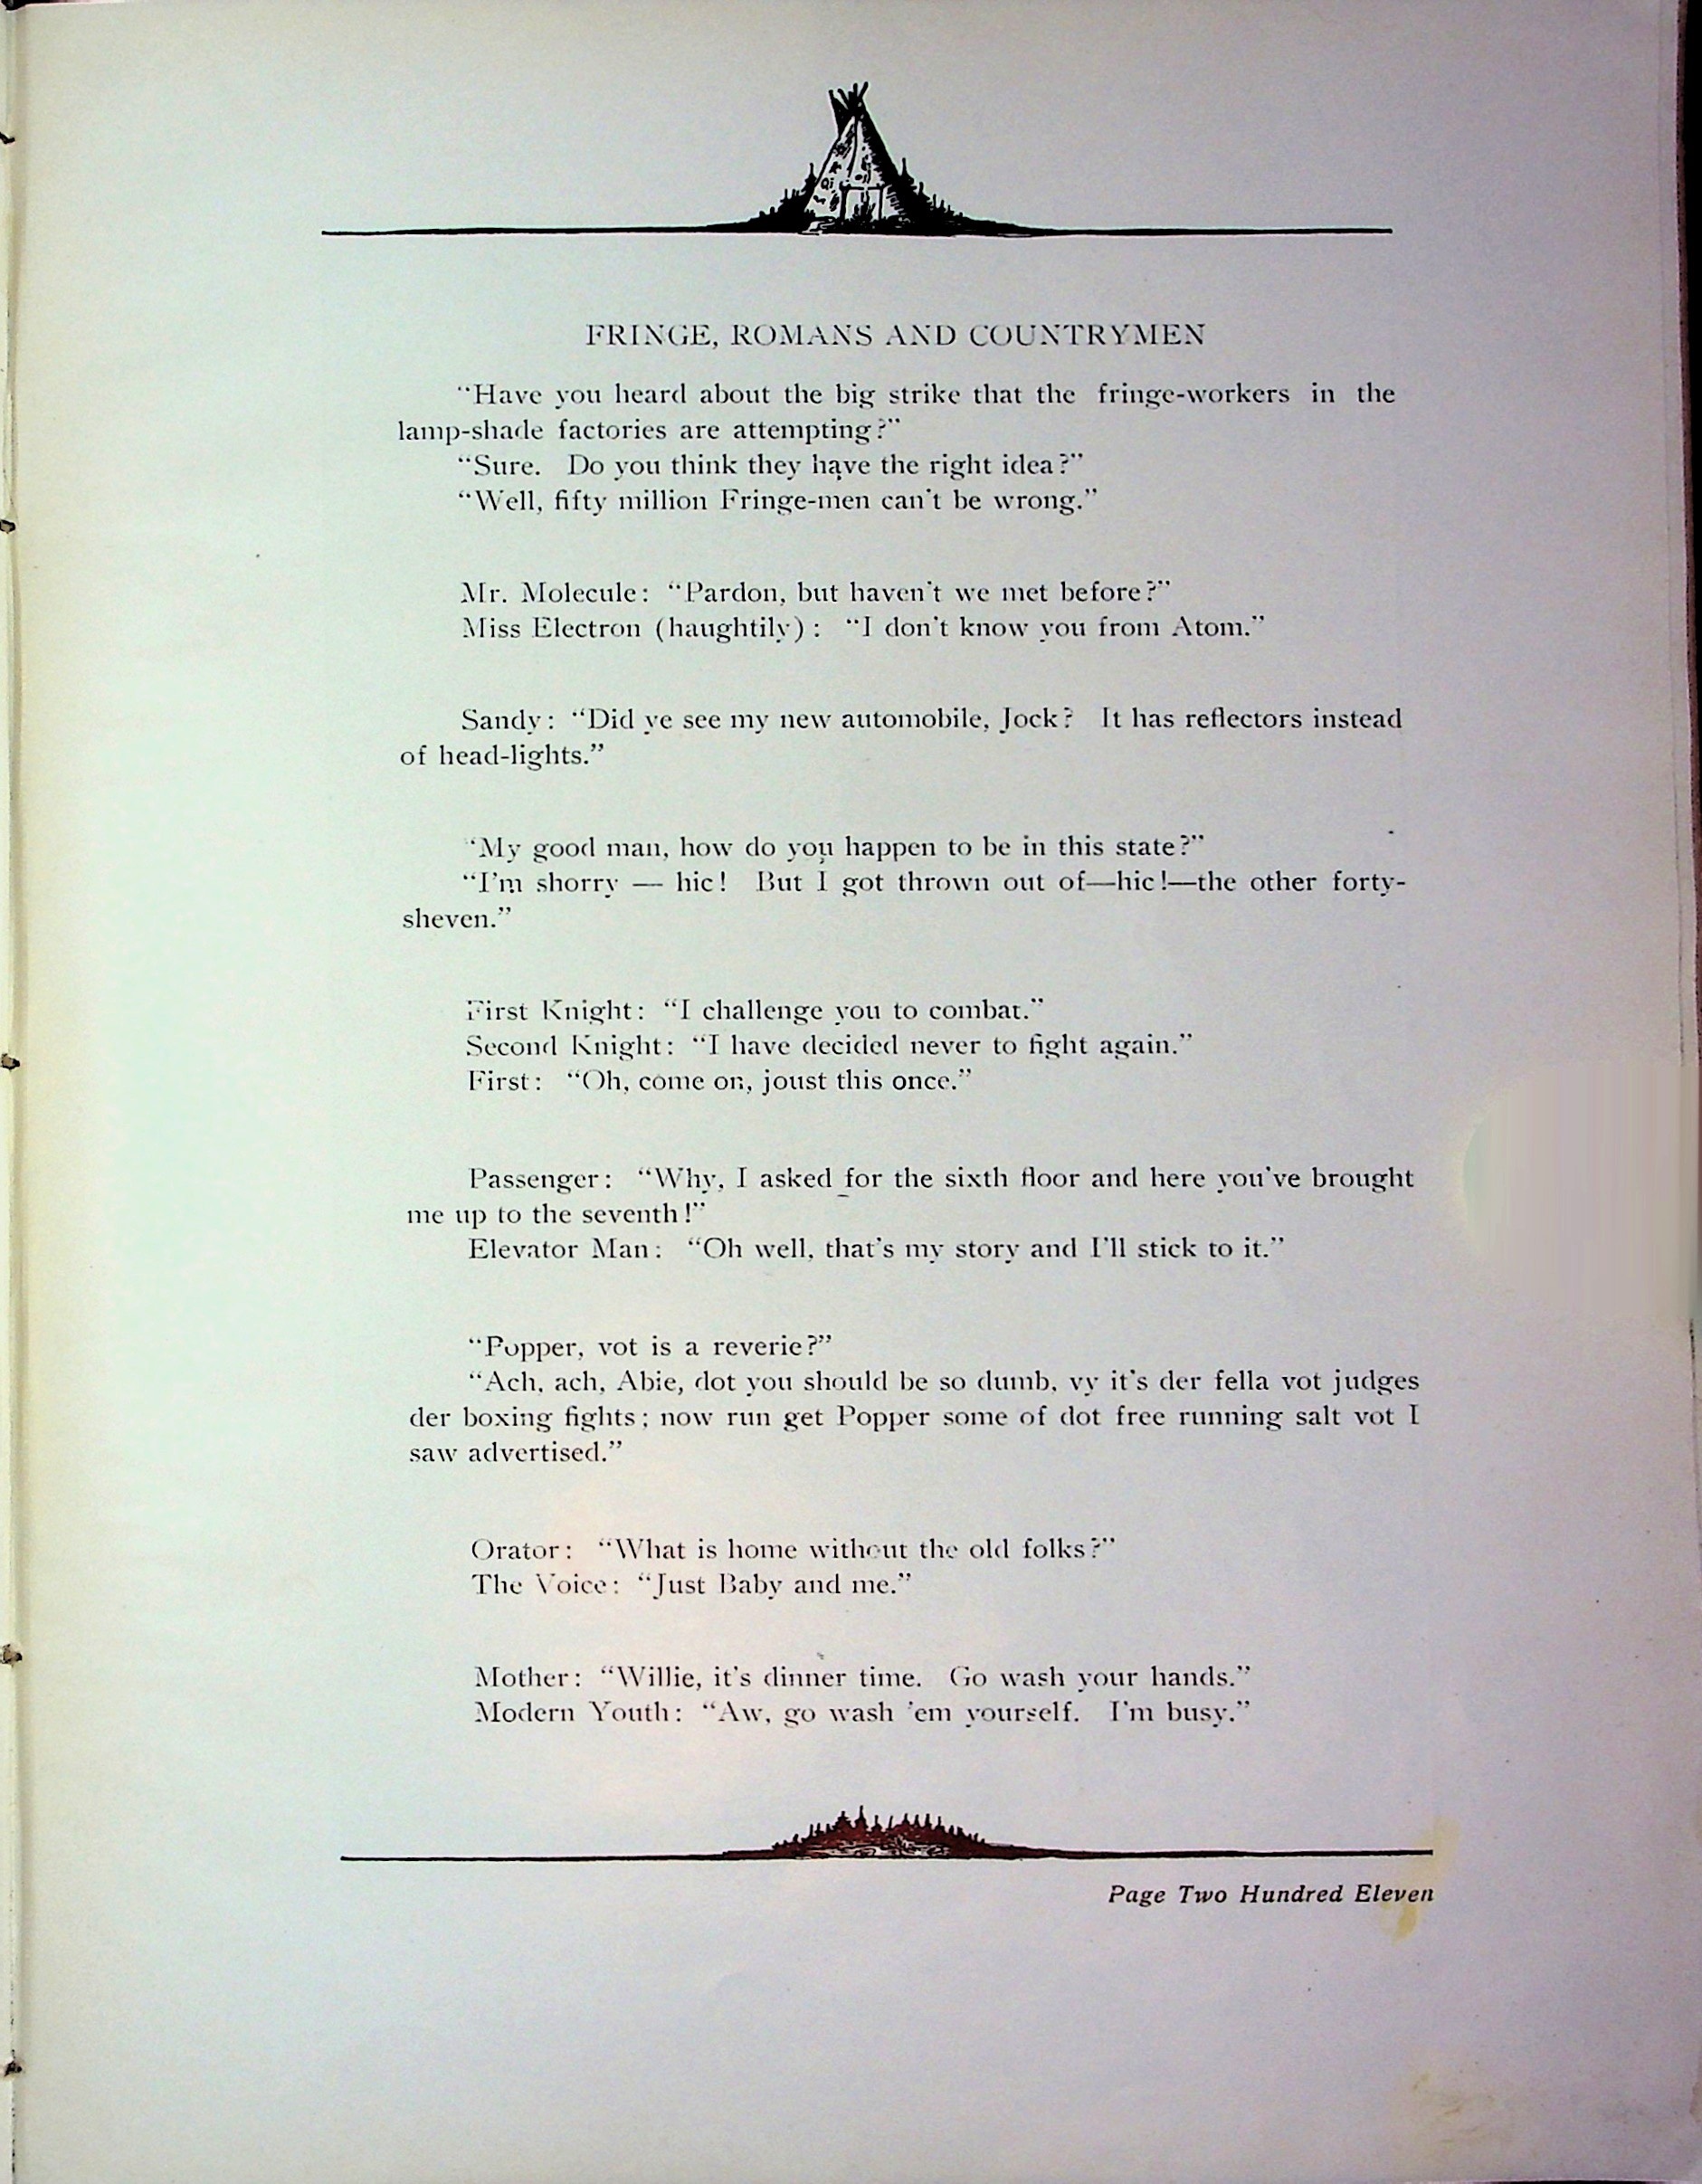 FRINGE, ROMANS AND COUNTRYMEN
“Have you heard about the big strike that the fringe-workers in the
lamp-shade factories are attempting?”
“Sure. Do you think they have the right idea?”
“Well, fifty million Fringe-men can't be wrong.”
Mr. Molecule: “Pardon, but haven't we met before?”
Miss Electron (haughtily): “I don't know you from Atom.”
Sandy: “Did ye see my new automobile, Jock? It has reflectors instead
of head-lights.”
“My good man, how do you happen to be in this state?”
“I'm shorry — hic! But I got thrown out of—hic!—the other forty-
sheven.”
First Knight: “I challenge you to combat.”
Second Knight: “I have decided never to fight again.”
First: “Oh, come on, joust this once.”
Passenger: “Why, I asked for the sixth floor and here you've brought
me up to the seventh!”
Elevator Man: “Oh well, that's my story and I'll stick to it.”
“Popper, vot is a reverie?”
“Ach, ach, Abie, dot you should be so dumb, vy it's der fella vot judges
der boxing fights; now run get Popper some of dot free running salt vot I
saw advertised.”
Orator: “What is home without the old folks?”
The Voice: “Just Baby and me.”
Mother: “Willie, it's dinner time. Go wash your hands.”
Modern Youth: “Aw, go wash 'em yourself. I'm busy.”
Page Two Hundred Eleven